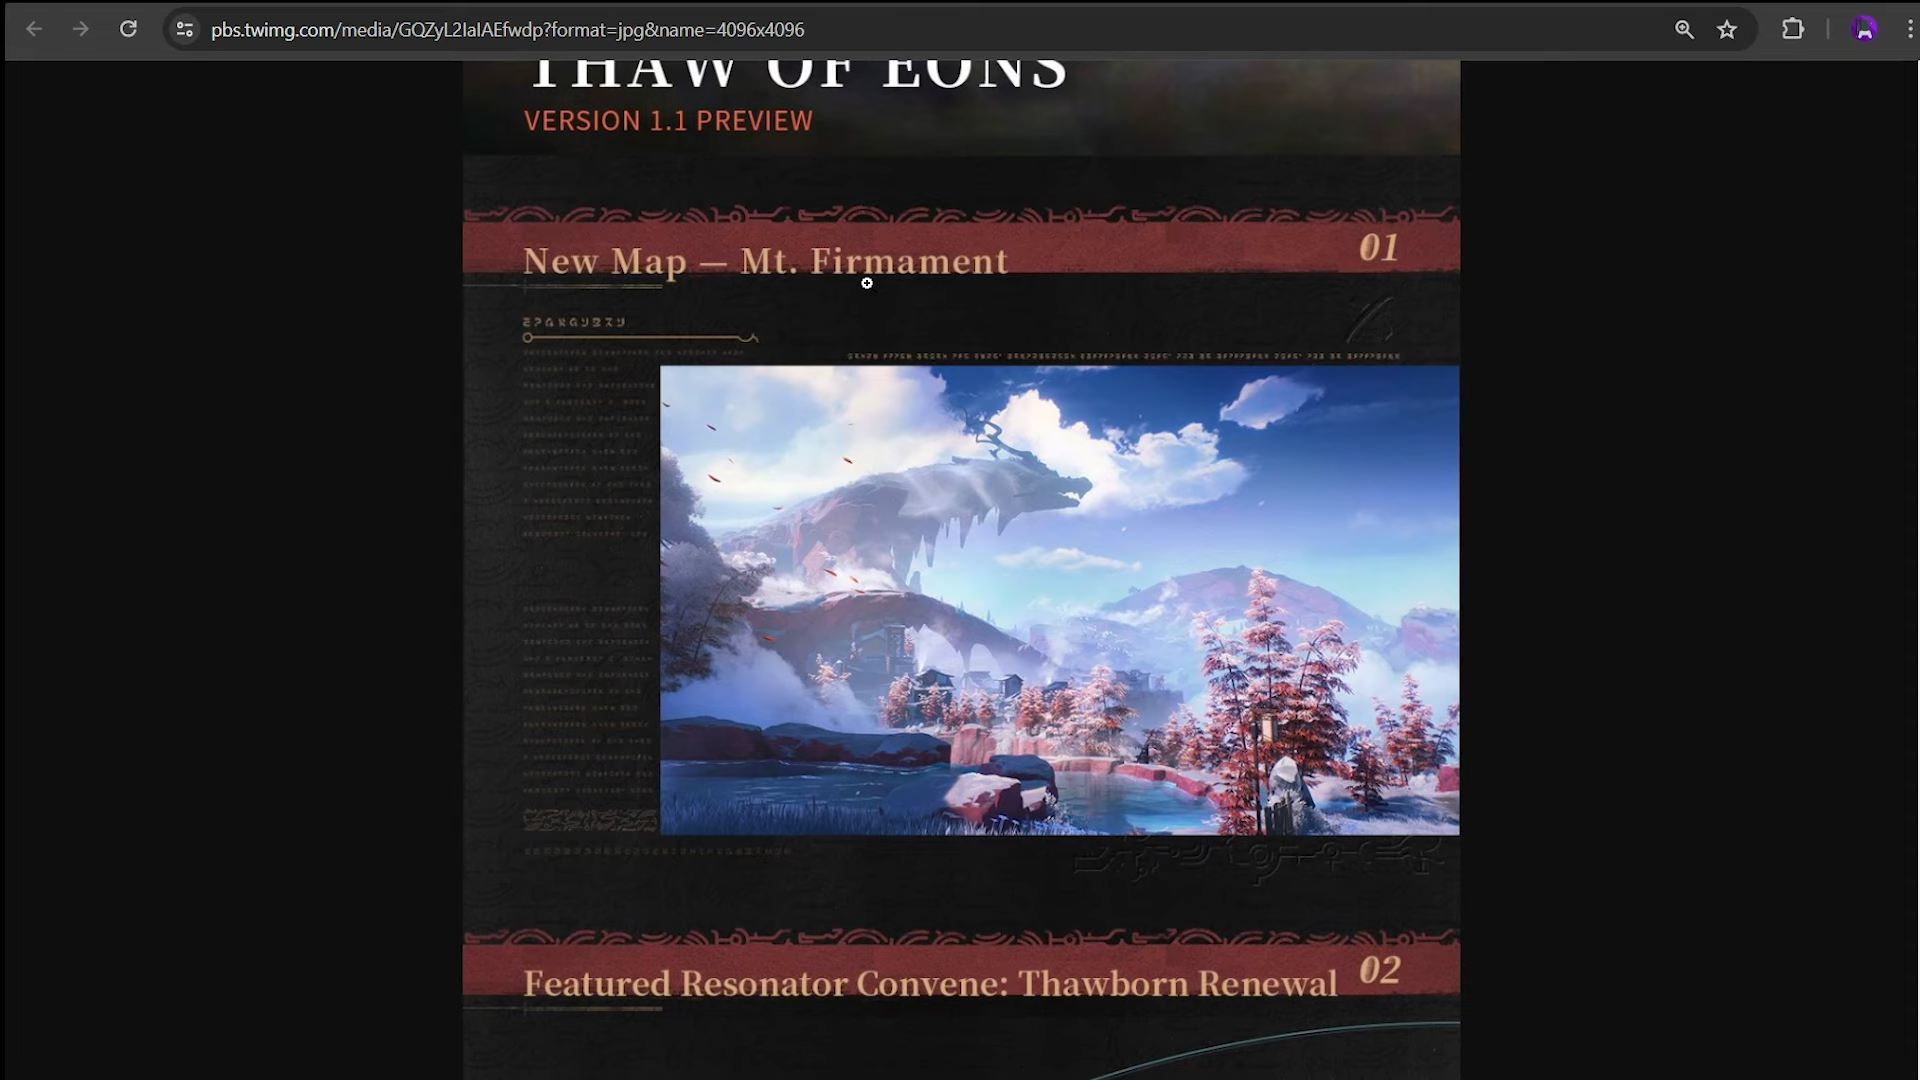 pbs.twimg.com/media/GQZyL2IaIAEfwdp?format=jpg&name=4096x4096
THAW OF EONS
VERSION 1.1 PREVIEW
New Map — Mt. Firmament
01
Featured Resonator Convene: Thawborn Renewal
02